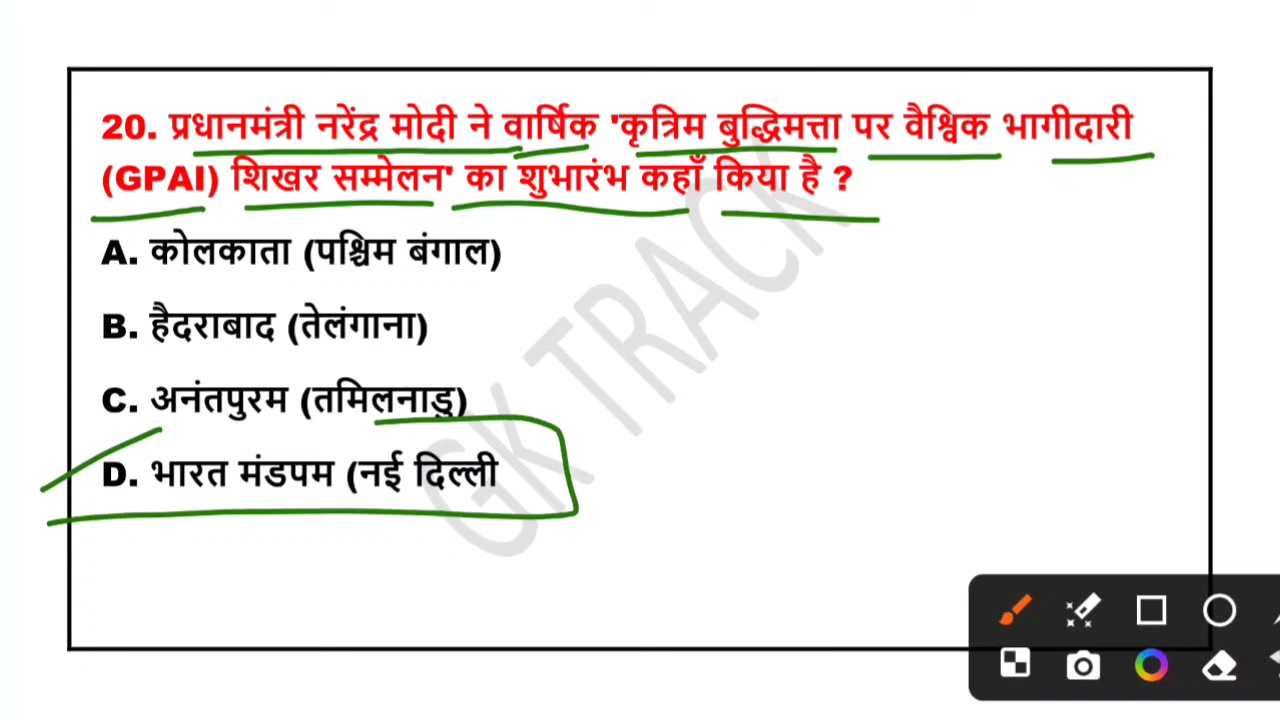 20. प्रधानमंत्री नरेंद्र मोदी ने वार्षिक 'कृत्रिम बुद्धिमत्ता पर वैश्विक भागीदारी
(GPAI) शिखर सम्मेलन' का शुभारंभ कहाँ किया है ?
A. कोलकाता (पश्चिम बंगाल)
B. हैदराबाद (तेलंगाना)
C. अनंतपुरम (तमिलनाडु)
D. भारत मंडपम (नई दिल्ली
GK TRACK